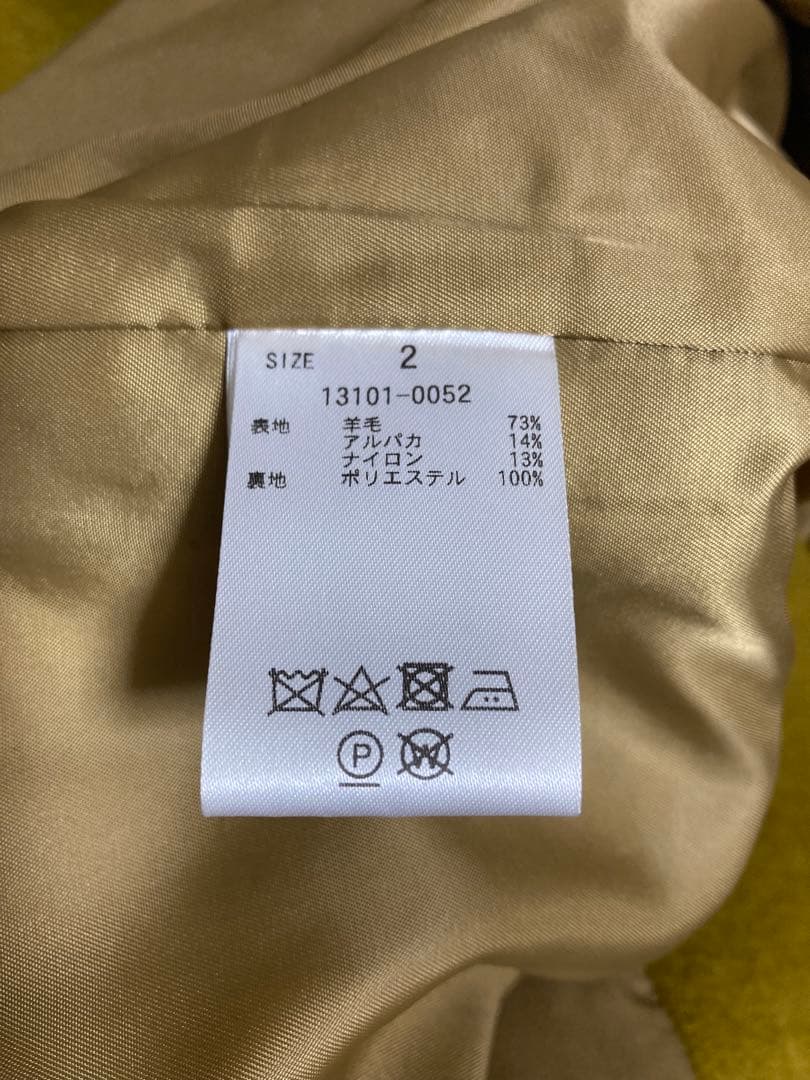 SIZE 2
13101-0052
表地 羊毛 73%
アルパカ 14%
ナイロン 13%
裏地 ポリエステル 100%
P W